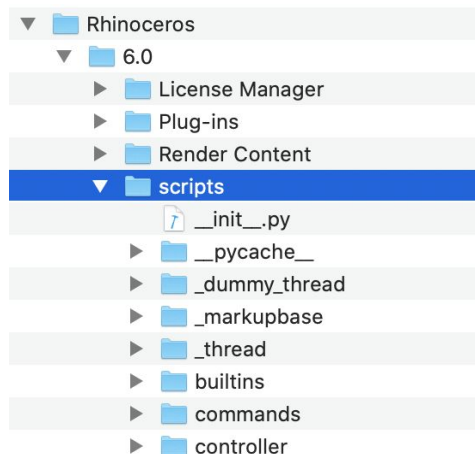 Rhinoceros
6.0
License Manager
Plug-ins
Render Content
scripts
__init__.py
__pycache__
_dummy_thread
_markupbase
_thread
builtins
commands
controller